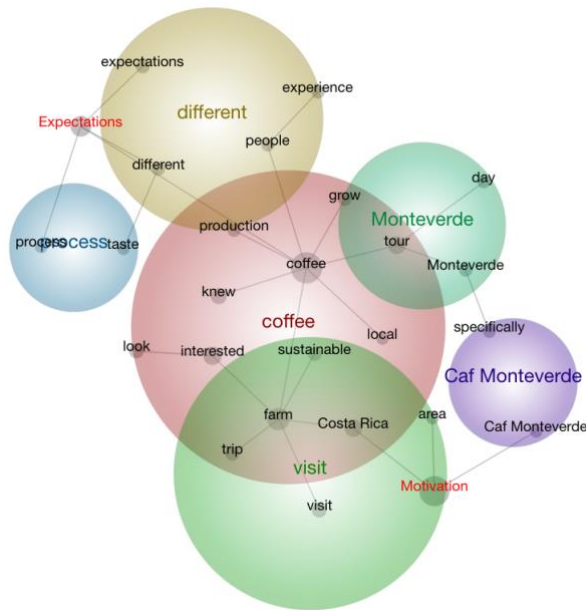 expectations
experience
different
Expectations
people
different
day
grow
Monteverde
production
process
process
taste
tour
coffee
Monteverde
knew
coffee
specifically
local
look
interested
sustainable
Caf Monteverde
farm
Costa Rica
area
Caf Monteverde
trip
visit
Motivation
visit